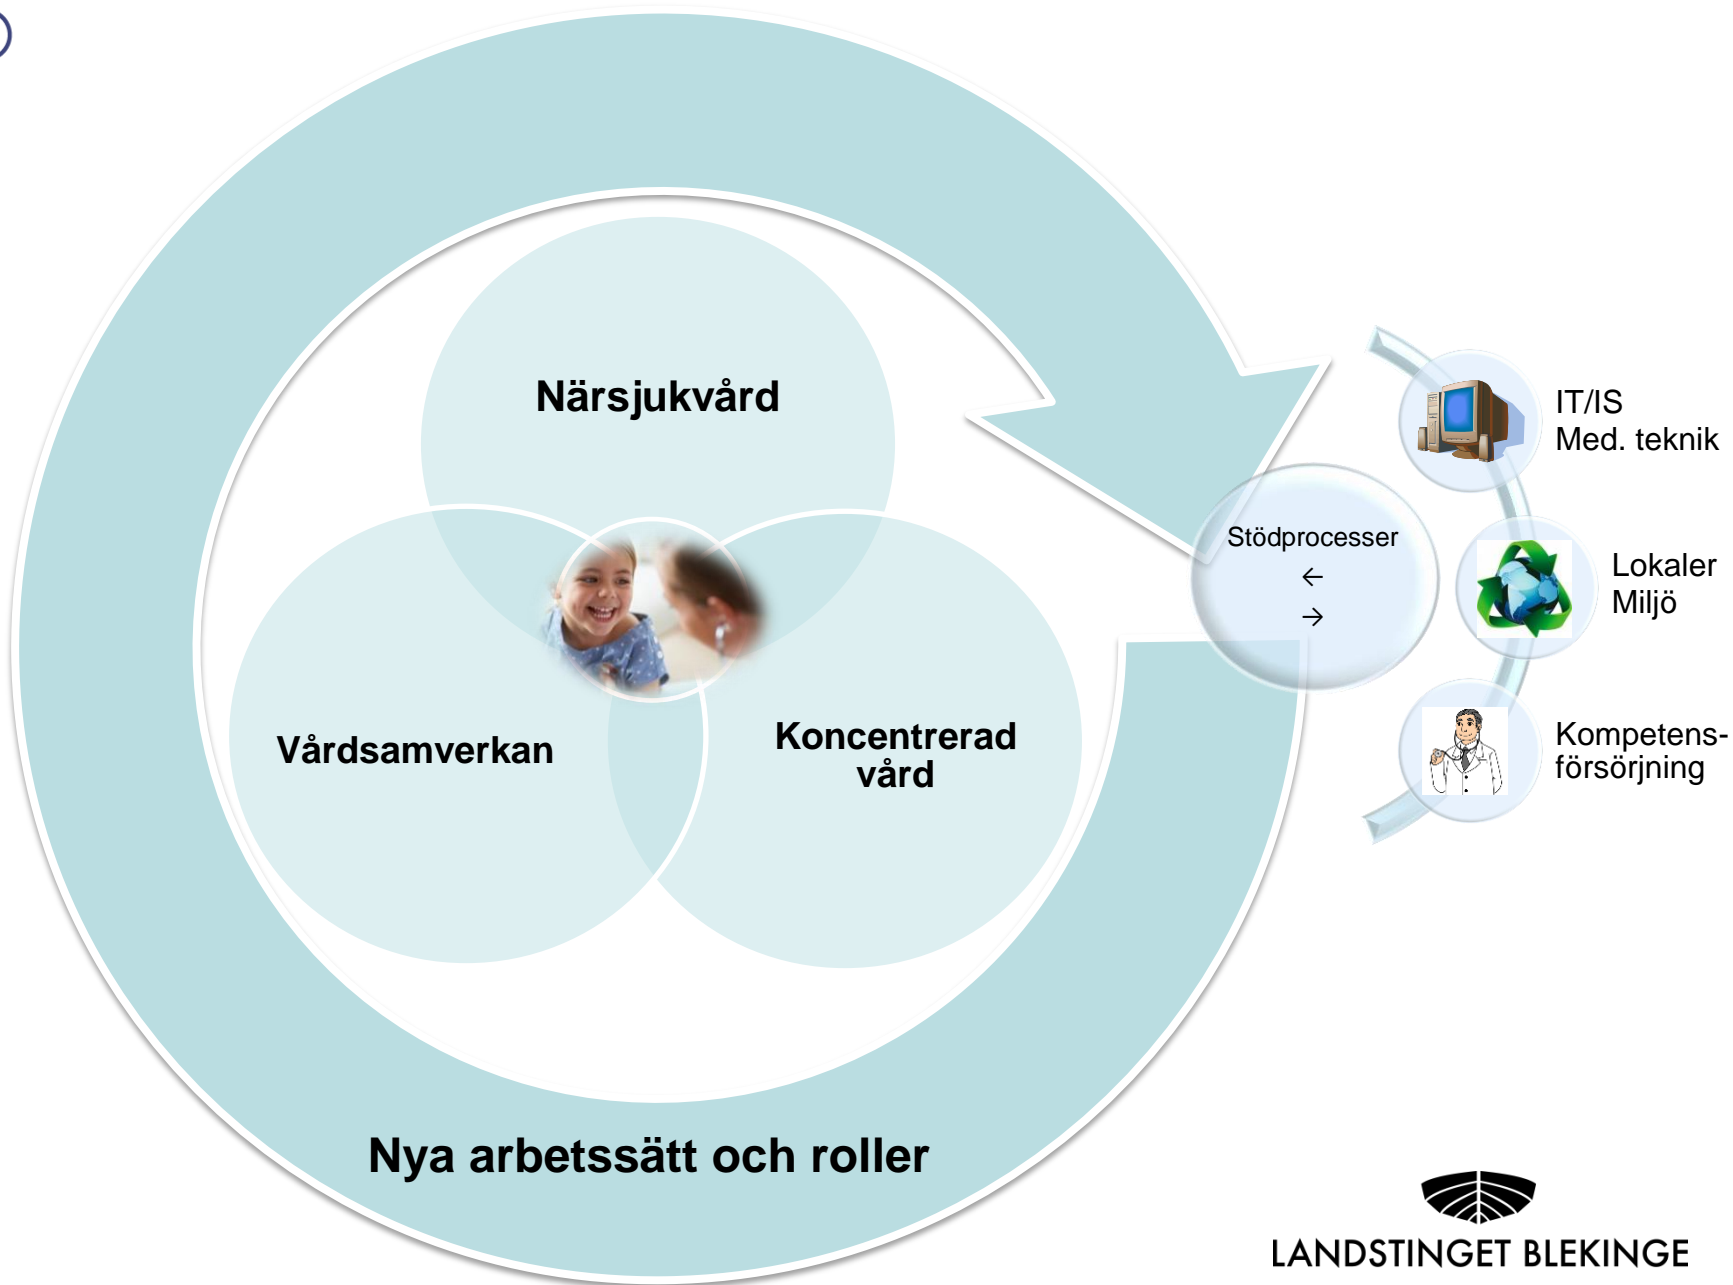 Närsjukvård
Vårdsamverkan
Koncentrerad
vård
Nya arbetssätt och roller
Stödprocesser
←
→
IT/IS
Med. teknik
Lokaler
Miljö
Kompetens-
försörjning
LANDSTINGET BLEKINGE